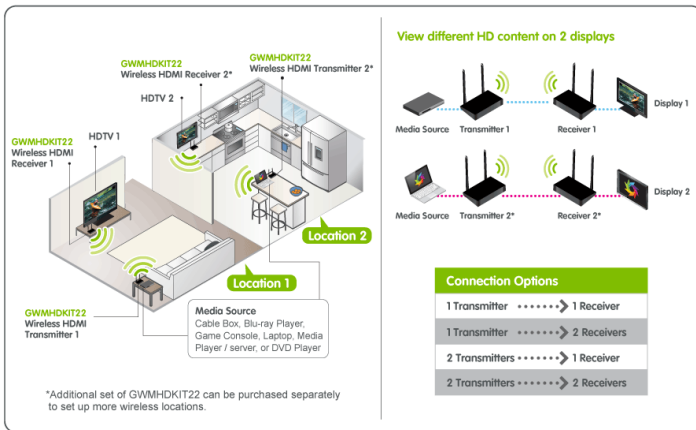 GWMHDKIT22
Wireless HDMI Receiver 2*
HDTV 2
GWMHDKIT22
Wireless HDMI Transmitter 2*
GWMHDKIT22
Wireless HDMI
Receiver 1
HDTV 1
Location 2
Location 1
GWMHDKIT22
Wireless HDMI
Transmitter 1
Media Source
Cable Box, Blu-ray Player,
Game Console, Laptop, Media
Player / server, or DVD Player
*Additional set of GWMHDKIT22 can be purchased separately
to set up more wireless locations.
View different HD content on 2 displays
Media Source
Transmitter 1
Receiver 1
Display 1
Media Source
Transmitter 2*
Receiver 2*
Display 2
Connection Options
1 Transmitter 1 Receiver
1 Transmitter 2 Receivers
2 Transmitters 1 Receiver
2 Transmitters 2 Receivers